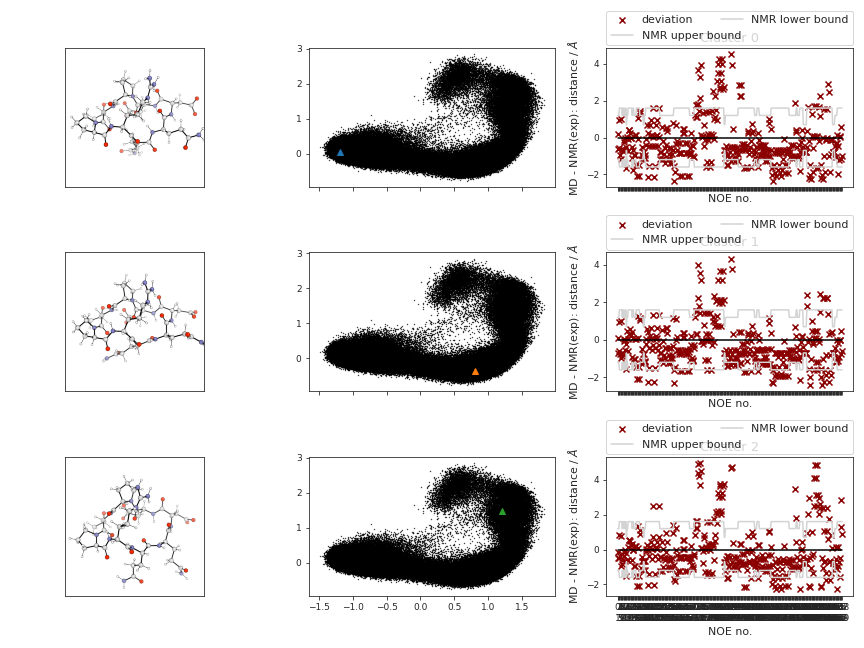 deviation
NMR upper bound
NMR lower bound
Cluster 0
3
2
1
0
MD - NMR(exp): distance / Å
4
2
0
−2
NOE no.
deviation
NMR upper bound
NMR lower bound
Cluster 1
3
2
1
0
MD - NMR(exp): distance / Å
4
2
0
−2
NOE no.
deviation
NMR upper bound
NMR lower bound
Cluster 2
3
2
1
0
MD - NMR(exp): distance / Å
4
2
0
−2
−1.5 −1.0 −0.5 0.0 0.5 1.0 1.5
NOE no.